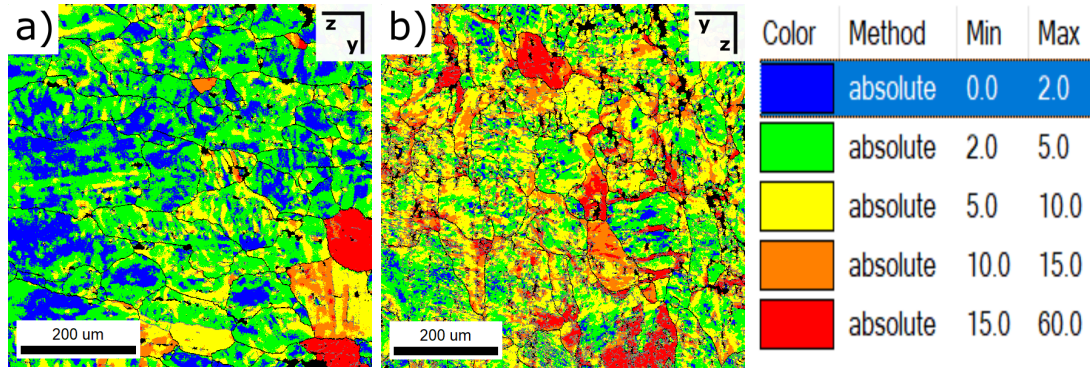 a)
z
y
200 um
b)
y
z
200 um
Color Method Min Max
absolute 0.0 2.0
absolute 2.0 5.0
absolute 5.0 10.0
absolute 10.0 15.0
absolute 15.0 60.0